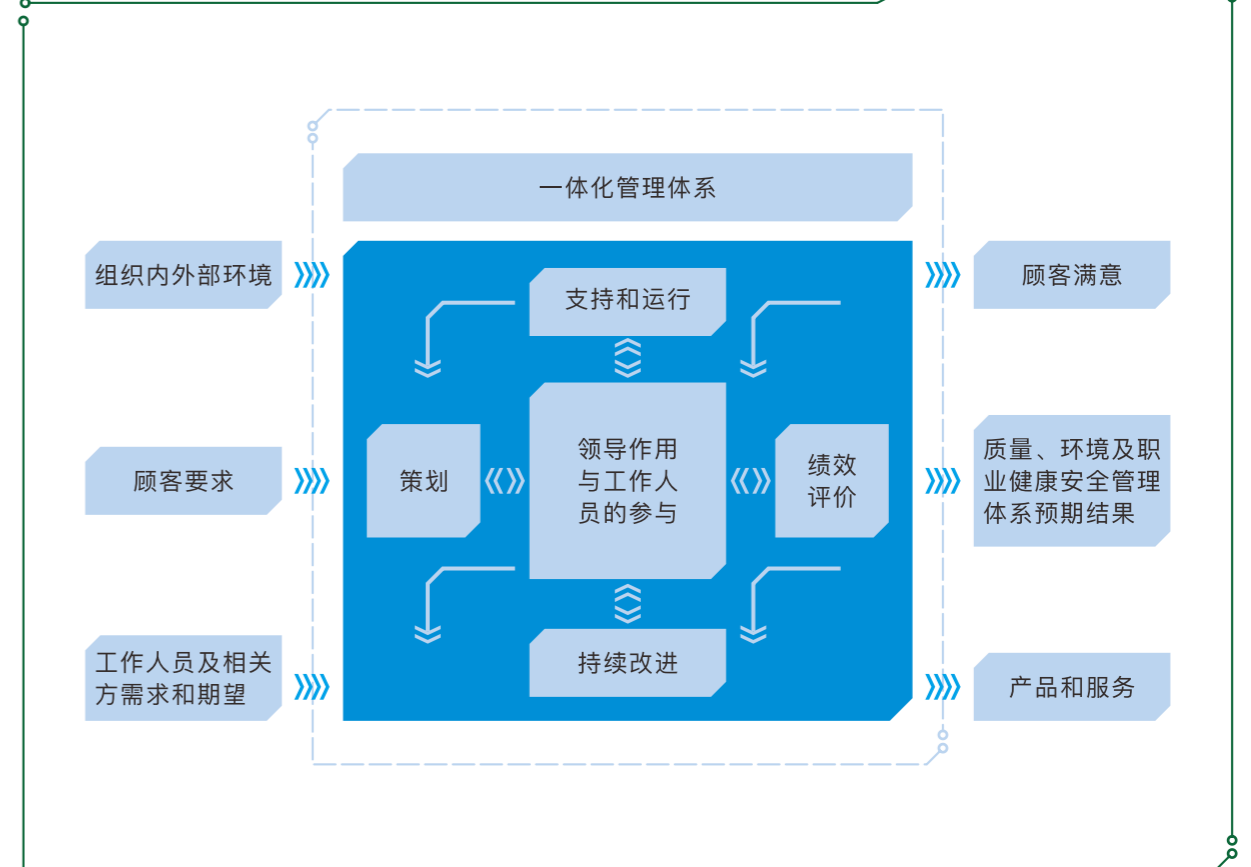 一体化管理体系
组织内外部环境
顾客要求
工作人员及相关
方需求和期望
支持和运行
策划
领导作用
与工作人
员的参与
绩效
评价
持续改进
顾客满意
质量、环境及职
业健康安全管理
体系预期结果
产品和服务